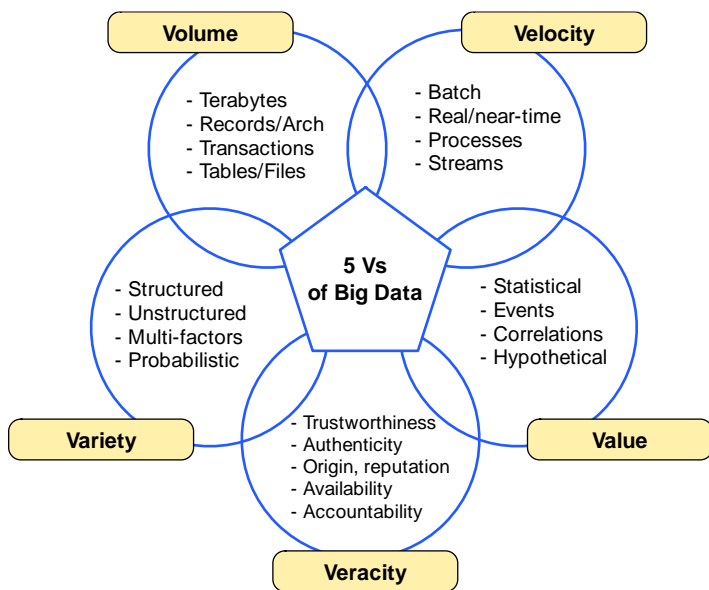 Volume
- Terabytes
- Records/Arch
- Transactions
- Tables/Files
Velocity
- Batch
- Real/near-time
- Processes
- Streams
5 Vs
of Big Data
- Structured
- Unstructured
- Multi-factors
- Probabilistic
Variety
- Statistical
- Events
- Correlations
- Hypothetical
Value
- Trustworthiness
- Authenticity
- Origin, reputation
- Availability
- Accountability
Veracity